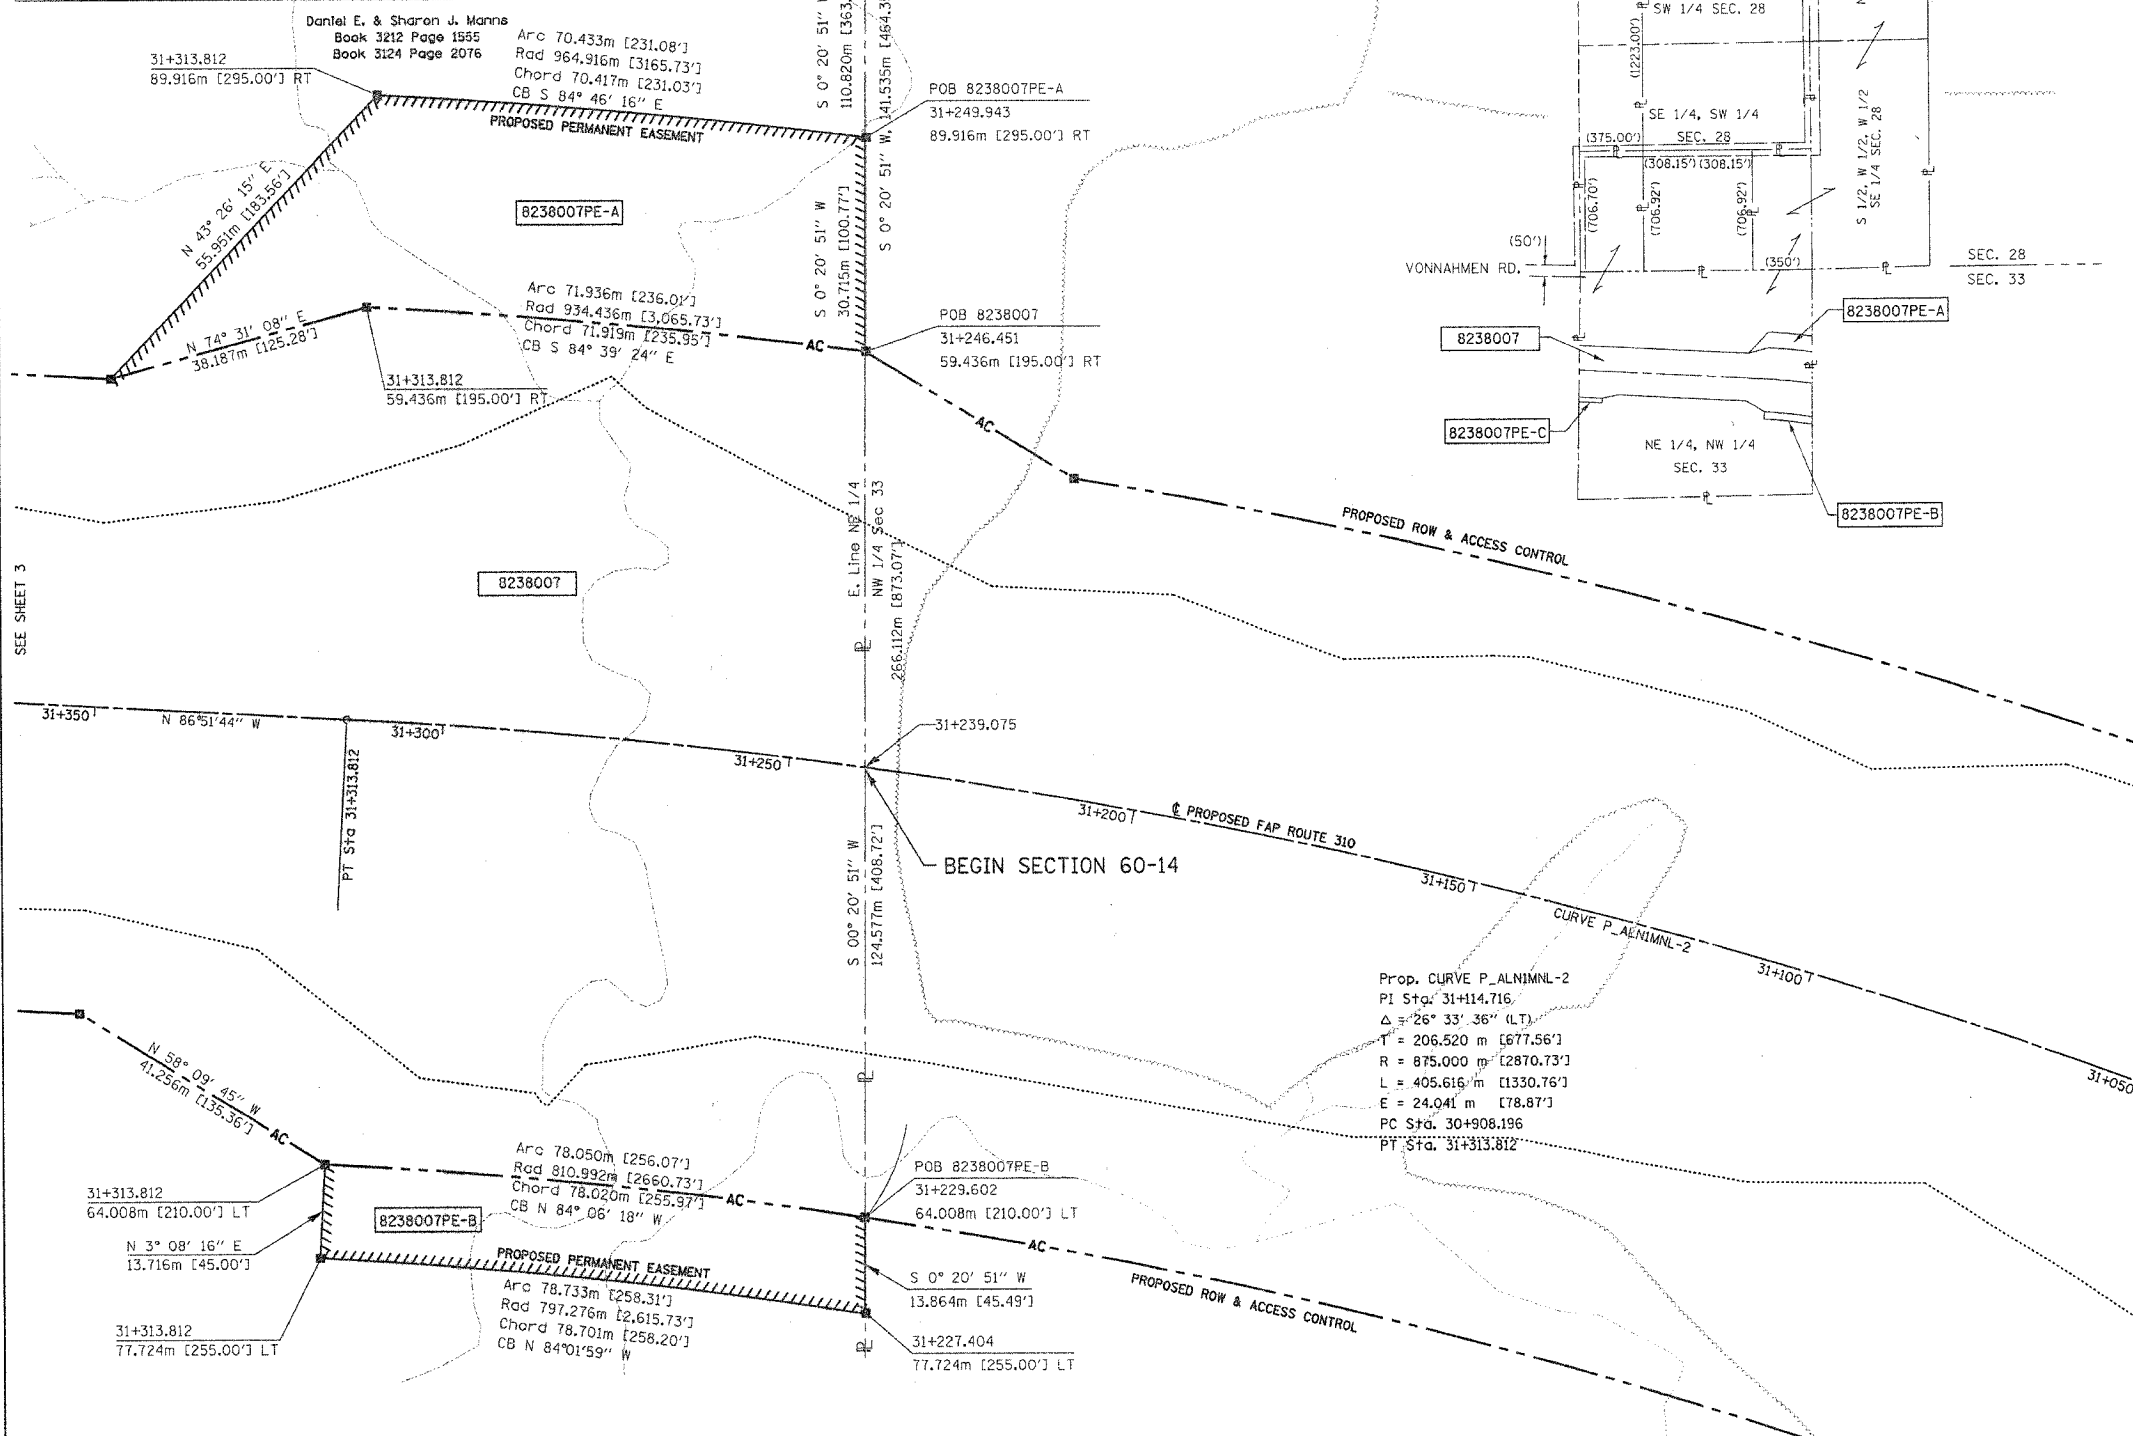 Daniel E. & Sharon J. Manns
Book 3212 Page 1555
Book 3124 Page 2076
31+313.812
89.916m [295.00'] RT
Arc 70.433m [231.08']
Rad 964.916m [3165.73']
Chord 70.417m [231.03']
CB S 84° 46' 16" E
PROPOSED PERMANENT EASEMENT
S 0° 20' 51"
110.820m [363.
S 0° 20' 51" W, 141.535m
POB 8238007PE-A
31+249.943
89.916m [295.00'] RT
N 43° 26' 15" E
55.951m [183.56']
8238007PE-A
S 0° 20' 51" W
30.715m [100.77']
Arc 71.936m [236.01']
Rad 934.436m [3,065.73']
Chord 71.919m [235.95']
CB S 84° 39' 24" E
AC
POB 8238007
31+246.451
59.436m [195.00'] RT
N 74° 31' 08" E
38.187m [125.28']
31+313.812
59.436m [195.00'] RT
AC
PROPOSED ROW & ACCESS CONTROL
SW 1/4 SEC. 28
(1223.00')
SE 1/4, SW 1/4
SEC. 28
(375.00')
(308.15') (308.15')
(706.70')
(706.92')
(706.92')
S 1/2, W 1/2, W 1/2
SE 1/4 SEC. 28
(50')
VONNAHMEN RD.
(350')
SEC. 28
SEC. 33
8238007PE-A
8238007
8238007PE-C
NE 1/4, NW 1/4
SEC. 33
8238007PE-B
SEE SHEET 3
8238007
E. Line NE 1/4
NW 1/4 Sec 33
266.112m [873.07']
PL
31+350
N 86°51'44" W
31+300
31+250
31+239.075
PT Sta 31+313.812
31+200
℄ PROPOSED FAP ROUTE 310
BEGIN SECTION 60-14
31+150
CURVE P_ALN1MNL-2
31+100
31+050
S 00° 20' 51" W
124.577m [408.72']
Prop. CURVE P_ALN1MNL-2
PI Sta. 31+114.716
Δ = 26° 33' 36" (LT)
T = 206.520 m [677.56']
R = 875.000 m [2870.73']
L = 405.616 m [1330.76']
E = 24.041 m [78.87']
PC Sta. 30+908.196
PT Sta. 31+313.812
PL
N 58° 09' 45" W
41.256m [135.36']
AC
Arc 78.050m [256.07']
Rad 810.992m [2660.73']
Chord 78.020m [255.97']
CB N 84° 06' 18" W
AC
POB 8238007PE-B
31+229.602
64.008m [210.00'] LT
31+313.812
64.008m [210.00'] LT
8238007PE-B
N 3° 08' 16" E
13.716m [45.00']
PROPOSED PERMANENT EASEMENT
Arc 78.733m [258.31']
Rad 797.276m [2,615.73']
Chord 78.701m [258.20']
CB N 84°01'59" W
AC
PROPOSED ROW & ACCESS CONTROL
S 0° 20' 51" W
13.864m [45.49']
31+313.812
77.724m [255.00'] LT
31+227.404
77.724m [255.00'] LT
PL